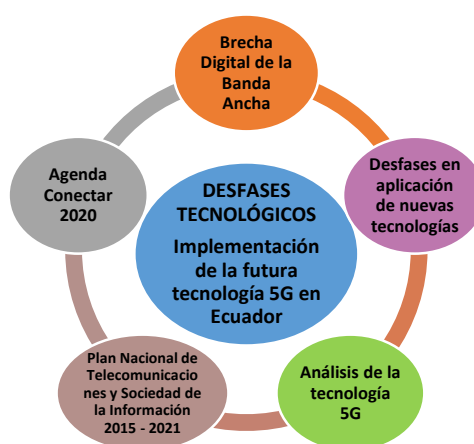 Brecha
Digital de la
Banda
Ancha
Agenda
Conectar
2020
DESFASES
TECNOLÓGICOS
Implementación
de la futura
tecnología 5G en
Ecuador
Desfases en
aplicación
de nuevas
tecnologías
Plan Nacional de
Telecomunicacio
nes y Sociedad de
la Información
2015 - 2021
Análisis de la
tecnología
5G